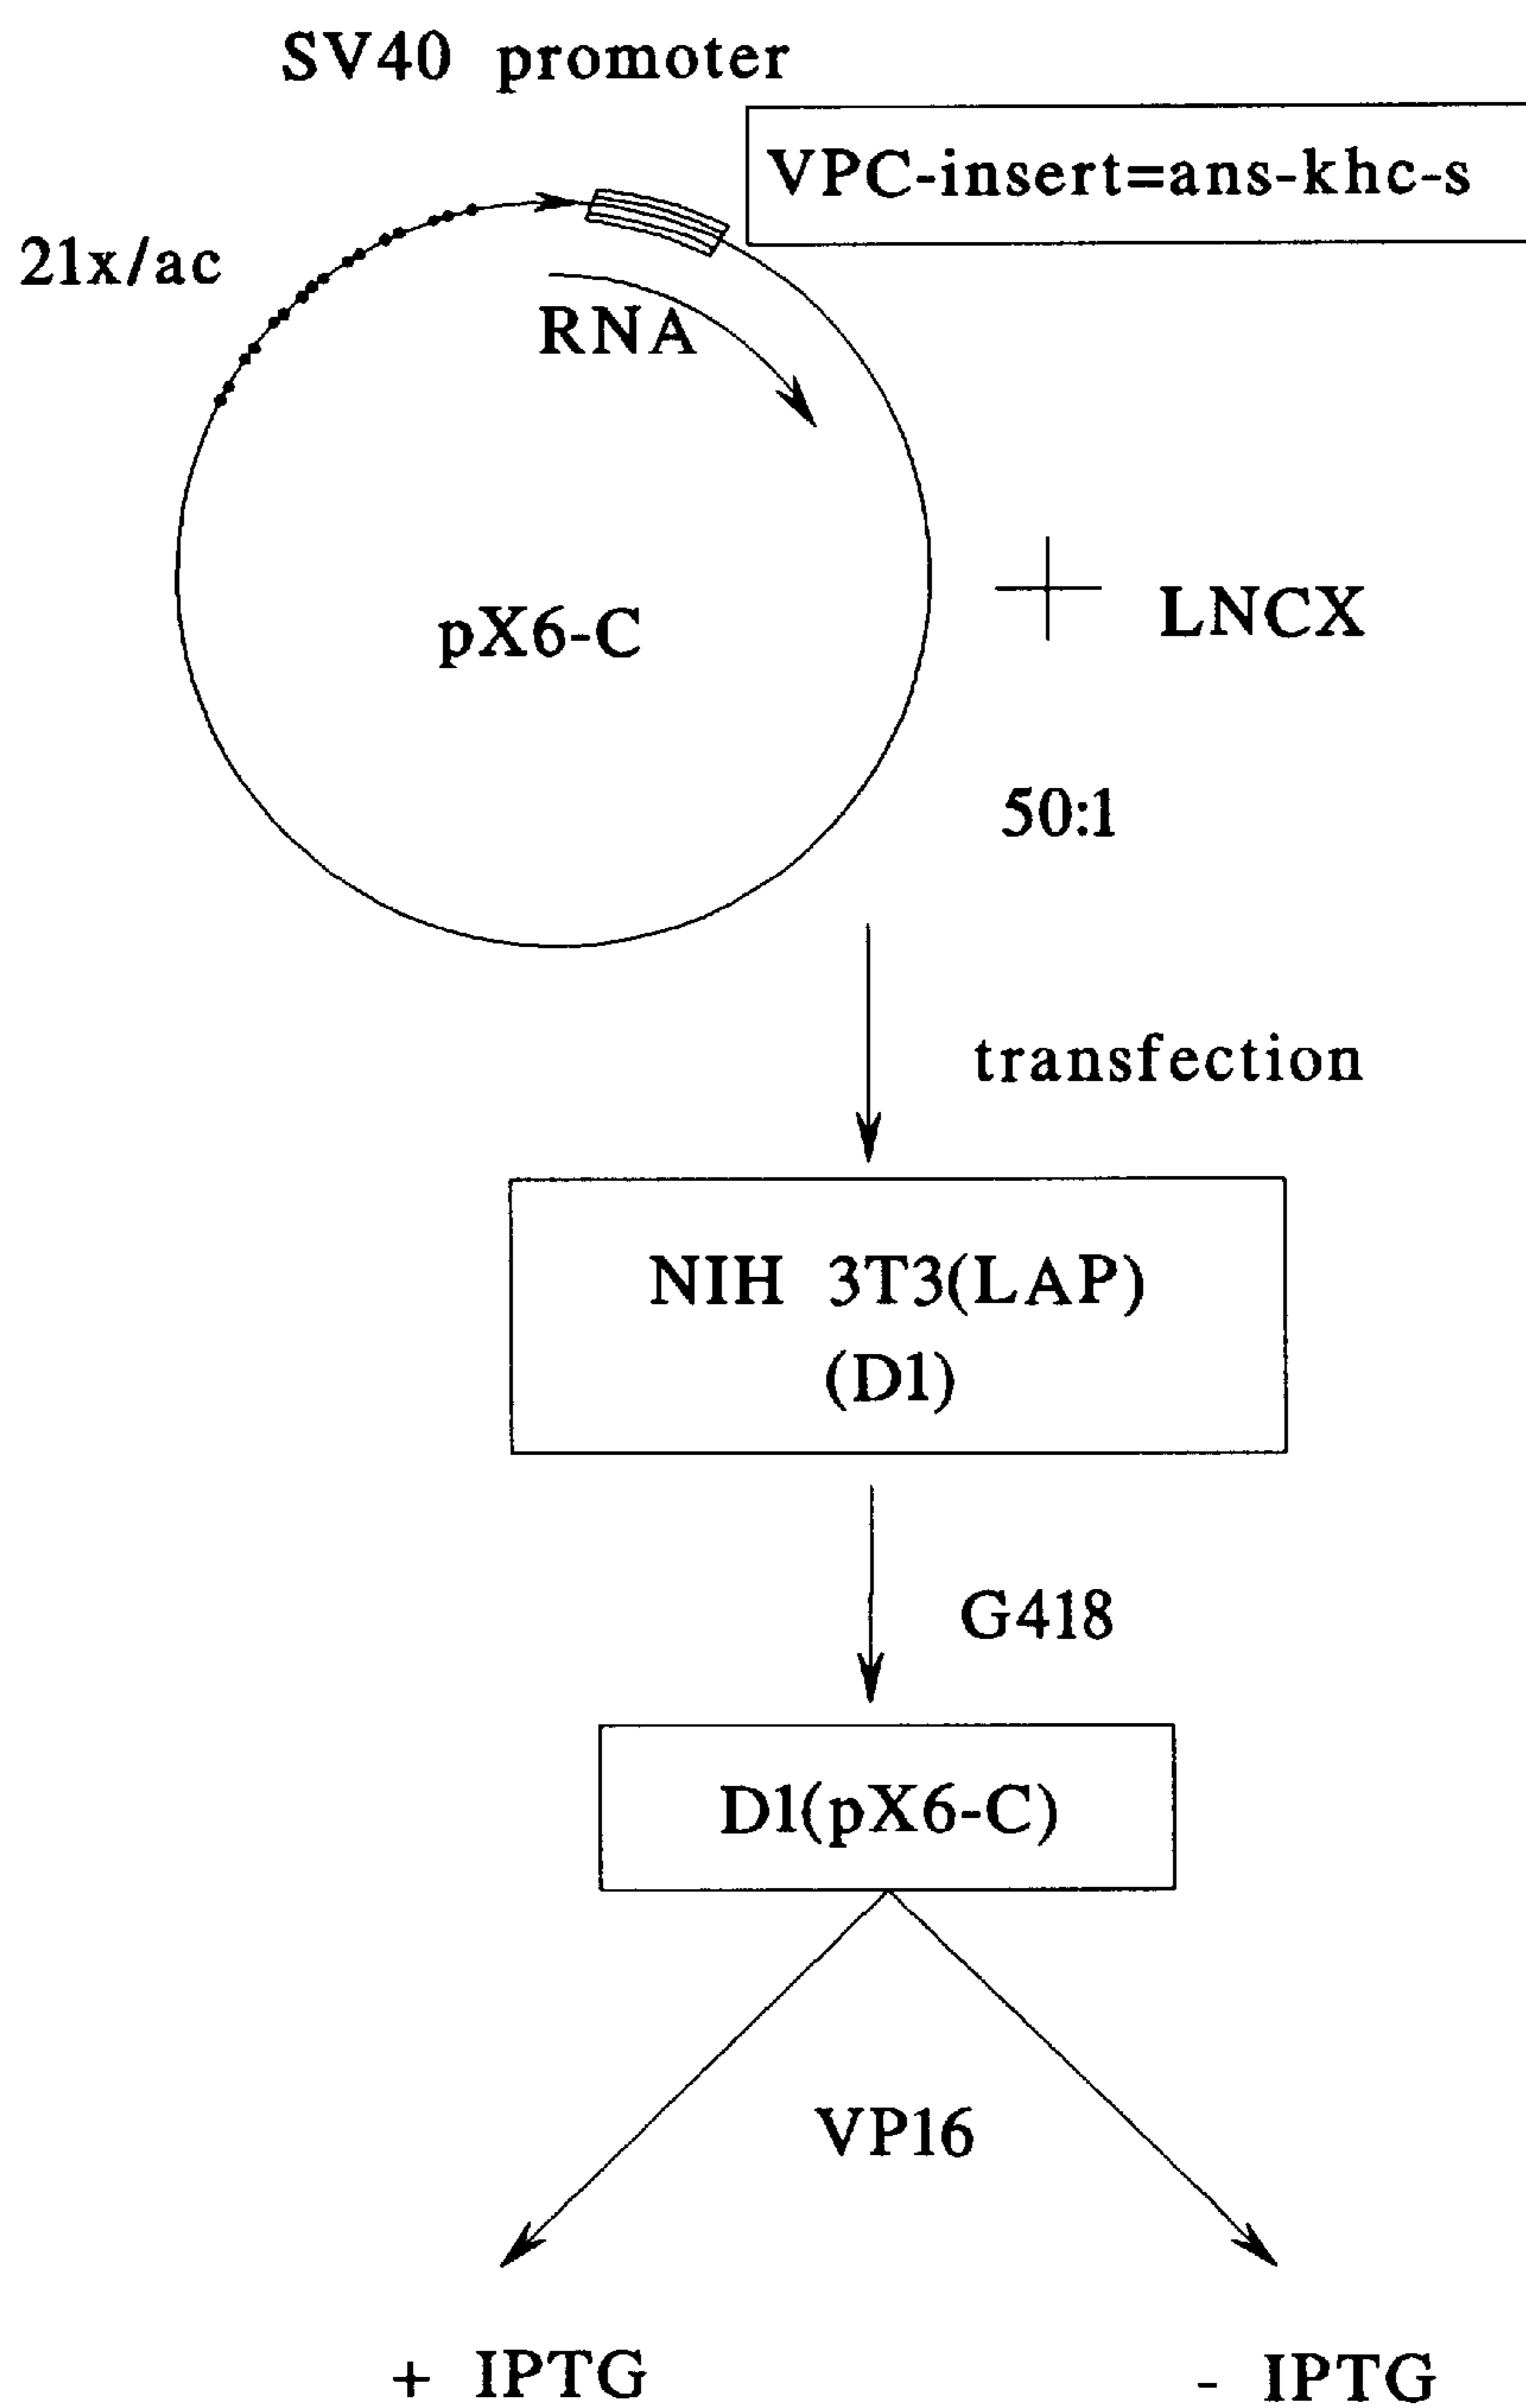 SV40 promoter
VPC-insert=ans-khc-s
21x/ac
RNA
pX6-C
+ LNCX
50:1
transfection
NIH 3T3(LAP)
(D1)
G418
D1(pX6-C)
VP16
+ IPTG
- IPTG